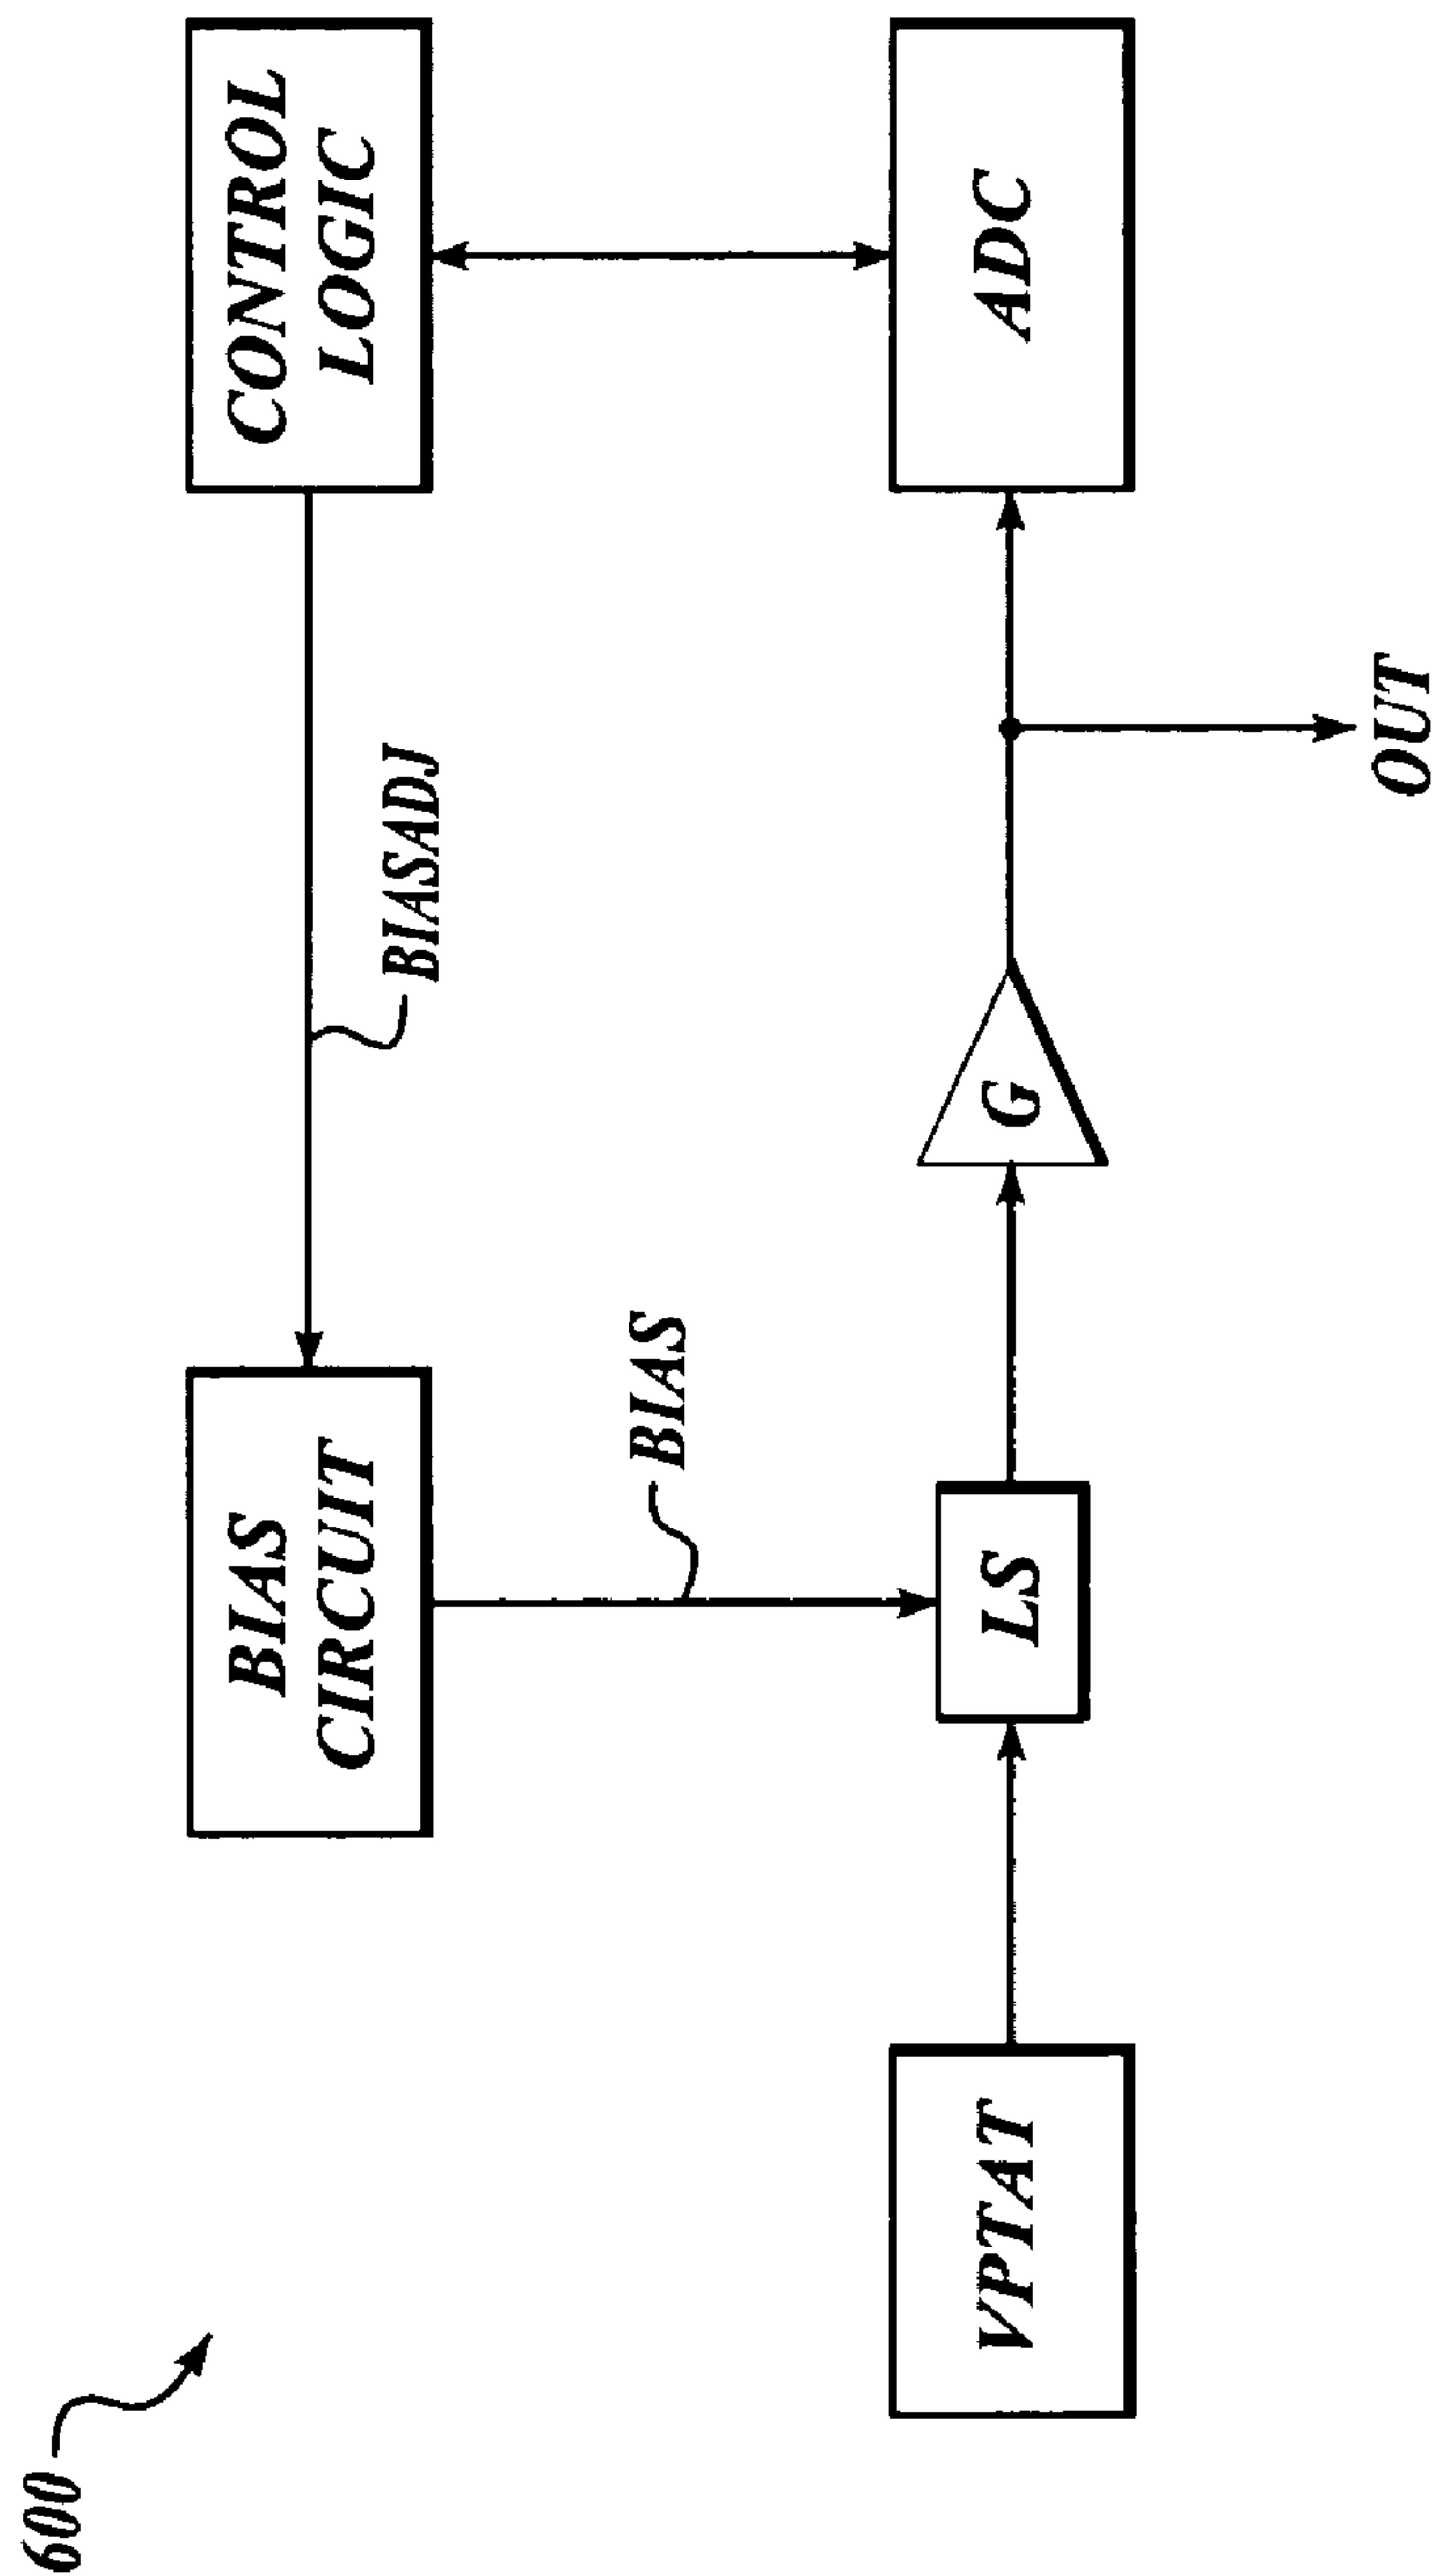 600
BIAS
CIRCUIT
BIASADJ
CONTROL
LOGIC
BIAS
VPTAT
LS
G
ADC
OUT